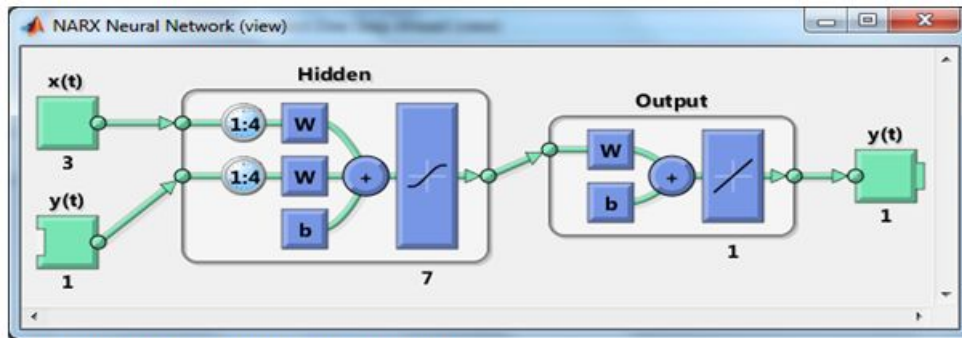 NARX Neural Network (view)
Hidden
x(t)
Output
1:4
W
3
W
y(t)
+
1:4
W
+
y(t)
b
b
1
1
7
1